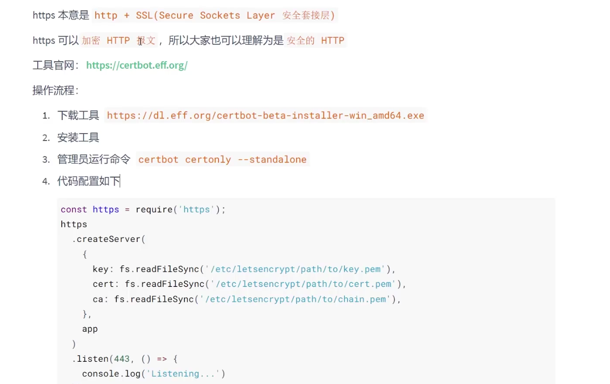 https 本意是 http + SSL(Secure Sockets Layer 安全套接层)
https 可以 加密 HTTP 报文 ，所以大家也可以理解为是 安全的 HTTP
工具官网：https://certbot.eff.org/
操作流程：
1. 下载工具 https://dl.eff.org/certbot-beta-installer-win_amd64.exe
2. 安装工具
3. 管理员运行命令 certbot certonly --standalone
4. 代码配置如下
const https = require('https');
https
.createServer(
{
key: fs.readFileSync('/etc/letsencrypt/path/to/key.pem'),
cert: fs.readFileSync('/etc/letsencrypt/path/to/cert.pem'),
ca: fs.readFileSync('/etc/letsencrypt/path/to/chain.pem'),
},
app
)
.listen(443, () => {
console.log('Listening...')